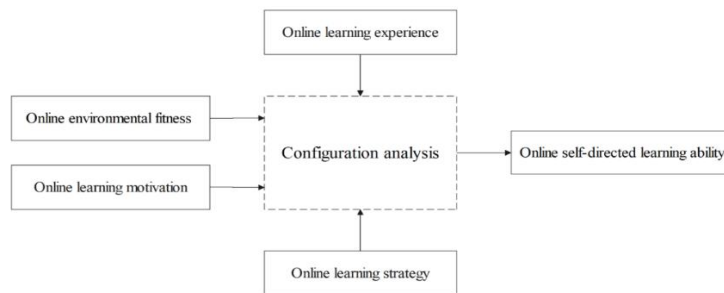 Online learning experience
Online environmental fitness
Configuration analysis
Online self-directed learning ability
Online learning motivation
Online learning strategy